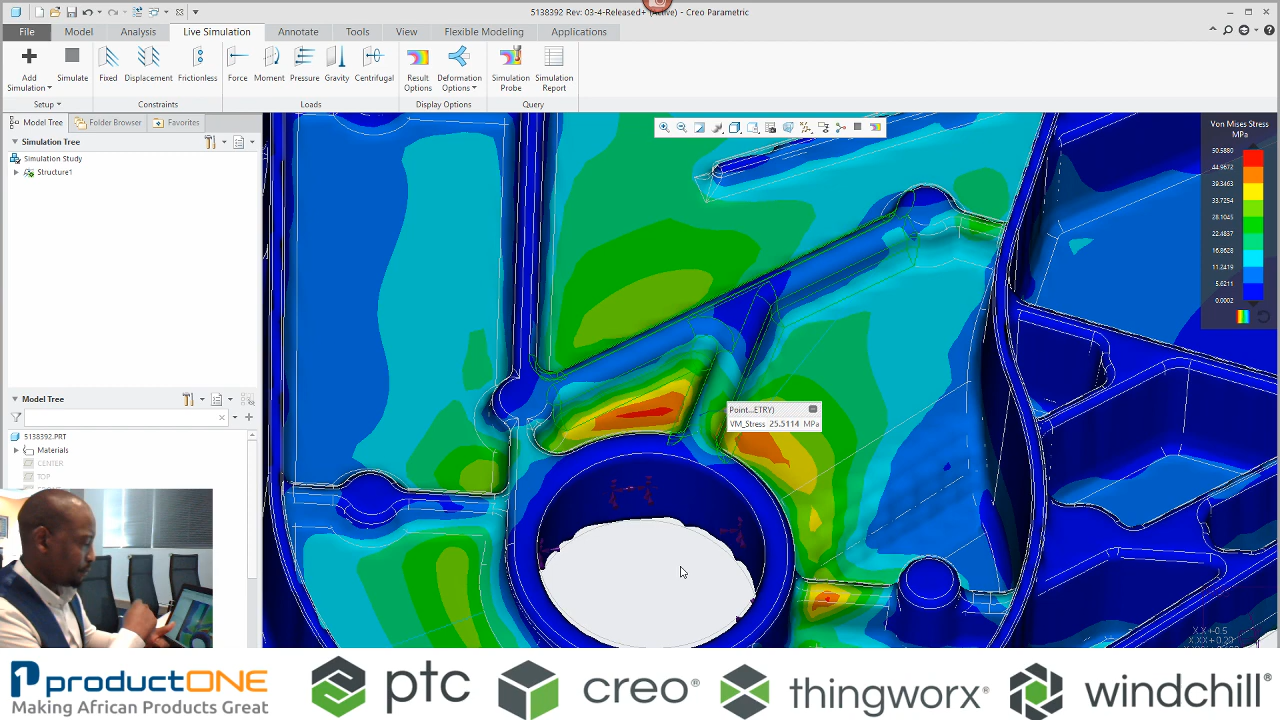 5138392 Rev: 03-4-Released+ (Active) - Creo Parametric
File Model Analysis Live Simulation Annotate Tools View Flexible Modeling Applications
Add Simulation
Simulate
Fixed
Displacement
Frictionless
Force
Moment
Pressure
Gravity
Centrifugal
Result Options
Deformation Options
Simulation Probe
Simulation Report
Setup
Constraints
Loads
Display Options
Query
Model Tree
Folder Browser
Favorites
Simulation Tree
Simulation Study
Structure1
Model Tree
5138392.PRT
Materials
CENTER
TOP
Von Mises Stress
MPa
50.5880
44.9672
39.3463
33.7254
28.1045
22.4837
16.8628
11.2419
5.6211
0.0002
Point...ETRY)
VM_Stress 25.5114 MPa
X.X +-0.5
productONE
Making African Products Great
ptc
creo®
thingworx®
windchill®